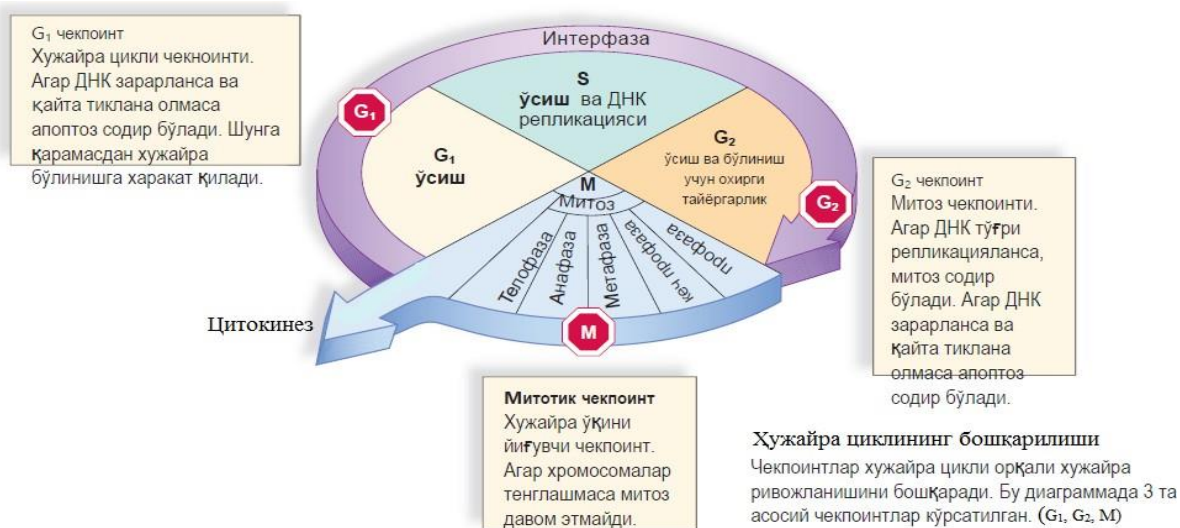 G₁ чекпоинт
Хужайра цикли чекноинти.
Агар ДНК зарарланса ва
қайта тиклана олмаса
апоптоз содир бўлади. Шунга
қарамасдан хужайра
бўлинишга харакат қилади.
Интерфаза
S
ўсиш ва ДНК
репликацияси
G₁
G₁
ўсиш
G₂
ўсиш ва бўлиниш
учун охирги
тайёргарлик
G₂
M
Митоз
Телофаза
Анафаза
Метафаза
кеч профаза
профаза
Цитокинез
M
G₂ чекпоинт
Митоз чекпоинти.
Агар ДНК тўғри
репликацияланса,
митоз содир
бўлади. Агар ДНК
зарарланса ва
қайта тиклана
олмаса апоптоз
содир бўлади.
Митотик чекпоинт
Хужайра ўқини
йиғувчи чекпоинт.
Агар хромосомалар
тенглашмаса митоз
давом этмайди.
Ҳужайра циклининг бошқарилиши
Чекпоинтлар хужайра цикли орқали хужайра
ривожланишини бошқаради. Бу диаграммада 3 та
асосий чекпоинтлар кўрсатилган. (G₁, G₂, M)